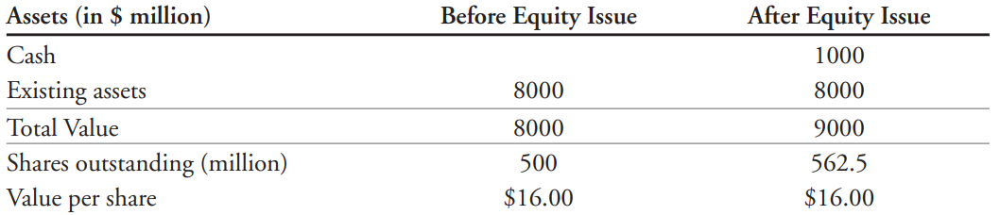 Assets (in $ million) Before Equity Issue After Equity Issue
Cash 1000
Existing assets 8000 8000
Total Value 8000 9000
Shares outstanding (million) 500 562.5
Value per share $16.00 $16.00